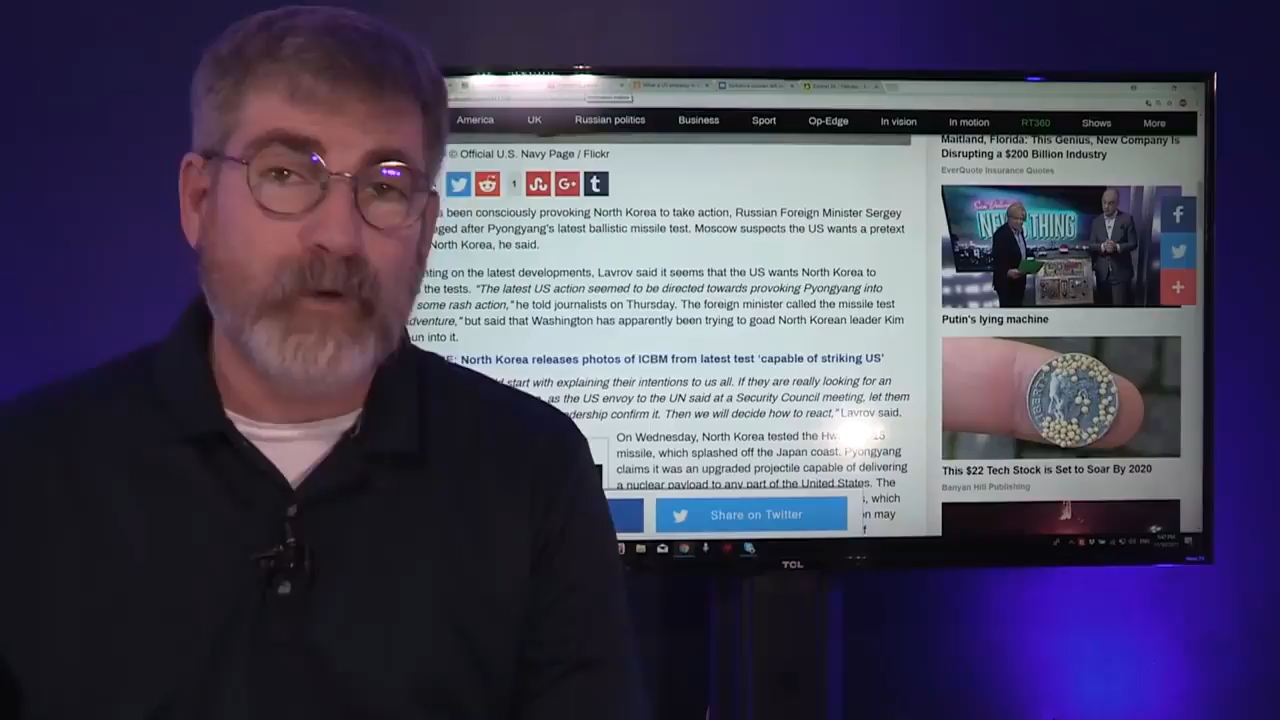 America UK Russian politics Business Sport Op-Edge In vision In motion RT360 Shows More
© Official U.S. Navy Page / Flickr
1
been consciously provoking North Korea to take action, Russian Foreign Minister Sergey
after Pyongyang's latest ballistic missile test. Moscow suspects the US wants a pretext
North Korea, he said.
on the latest developments, Lavrov said it seems that the US wants North Korea to
the tests. “The latest US action seemed to be directed towards provoking Pyongyang into
some rash action,” he told journalists on Thursday. The foreign minister called the missile test
but said that Washington has apparently been trying to goad North Korean leader Kim
into it.
North Korea releases photos of ICBM from latest test ‘capable of striking US’
start with explaining their intentions to us all. If they are really looking for an
as the US envoy to the UN said at a Security Council meeting, let them
confirm it. Then we will decide how to react,” Lavrov said.
On Wednesday, North Korea tested the
missile, which splashed off the Japan coast. Pyongyang
claims it was an upgraded projectile capable of delivering
a nuclear payload to any part of the United States. The
which
may
Share on Twitter
Maitland, Florida: This Genius, New Company Is
Disrupting a $200 Billion Industry
EverQuote Insurance Quotes
Putin's lying machine
This $22 Tech Stock is Set to Soar By 2020
Banyan Hill Publishing
TCL